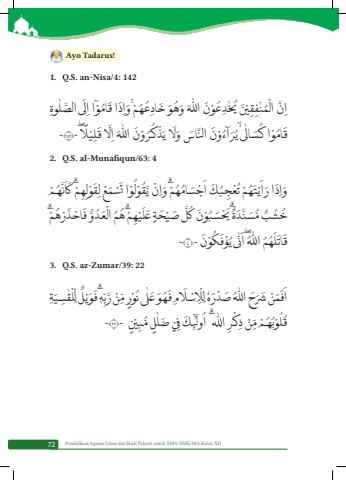 Ayo Tadarus!
1. Q.S. an-Nisa/4: 142
اِنَّ الْمُنٰفِقِيْنَ يُخٰدِعُوْنَ اللّٰهَ وَهُوَ خَادِعُهُمْۚ وَاِذَا قَامُوْٓا اِلَى الصَّلٰوةِ
قَامُوْا كُسَالٰىۙ يُرَاۤءُوْنَ النَّاسَ وَلَا يَذْكُرُوْنَ اللّٰهَ اِلَّا قَلِيْلًاۖ -١٤٢-
2. Q.S. al-Munafiqun/63: 4
وَاِذَا رَاَيْتَهُمْ تُعْجِبُكَ اَجْسَامُهُمْۗ وَاِنْ يَّقُوْلُوْا تَسْمَعْ لِقَوْلِهِمْۗ كَاَنَّهُمْ
خُشُبٌ مُّسَنَّدَةٌۗ يَحْسَبُوْنَ كُلَّ صَيْحَةٍ عَلَيْهِمْۗ هُمُ الْعَدُوُّ فَاحْذَرْهُمْۗ
قَاتَلَهُمُ اللّٰهُۖ اَنّٰى يُؤْفَكُوْنَ -٤-
3. Q.S. az-Zumar/39: 22
اَفَمَنْ شَرَحَ اللّٰهُ صَدْرَهٗ لِلْاِسْلَامِ فَهُوَ عَلٰى نُوْرٍ مِّنْ رَّبِّهٖۗ فَوَيْلٌ لِّلْقٰسِيَةِ
قُلُوْبُهُمْ مِّنْ ذِكْرِ اللّٰهِۗ اُولٰۤىِٕكَ فِيْ ضَلٰلٍ مُّبِيْنٍ -٢٢-
72 Pendidikan Agama Islam dan Budi Pekerti untuk SMA/SMK/MA Kelas XII